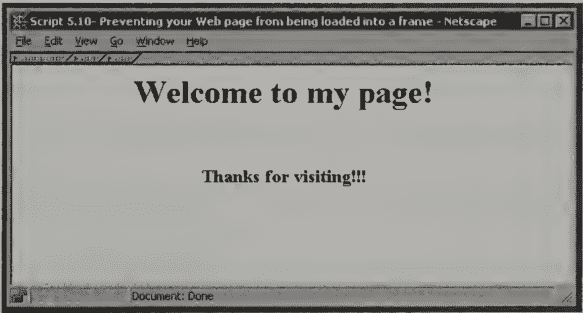 Script 5.10- Preventing your Web page from being loaded into a frame - Netscape
File Edit View Go Window Help
Welcome to my page!
Thanks for visiting!!!
Document: Done